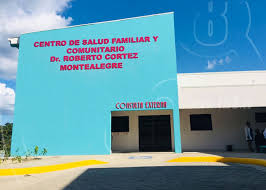 CENTRO DE SALUD FAMILIAR Y
COMUNITARIO
Dr. ROBERTO CORTEZ
MONTEALEGRE
CONSULTA EXTERNA